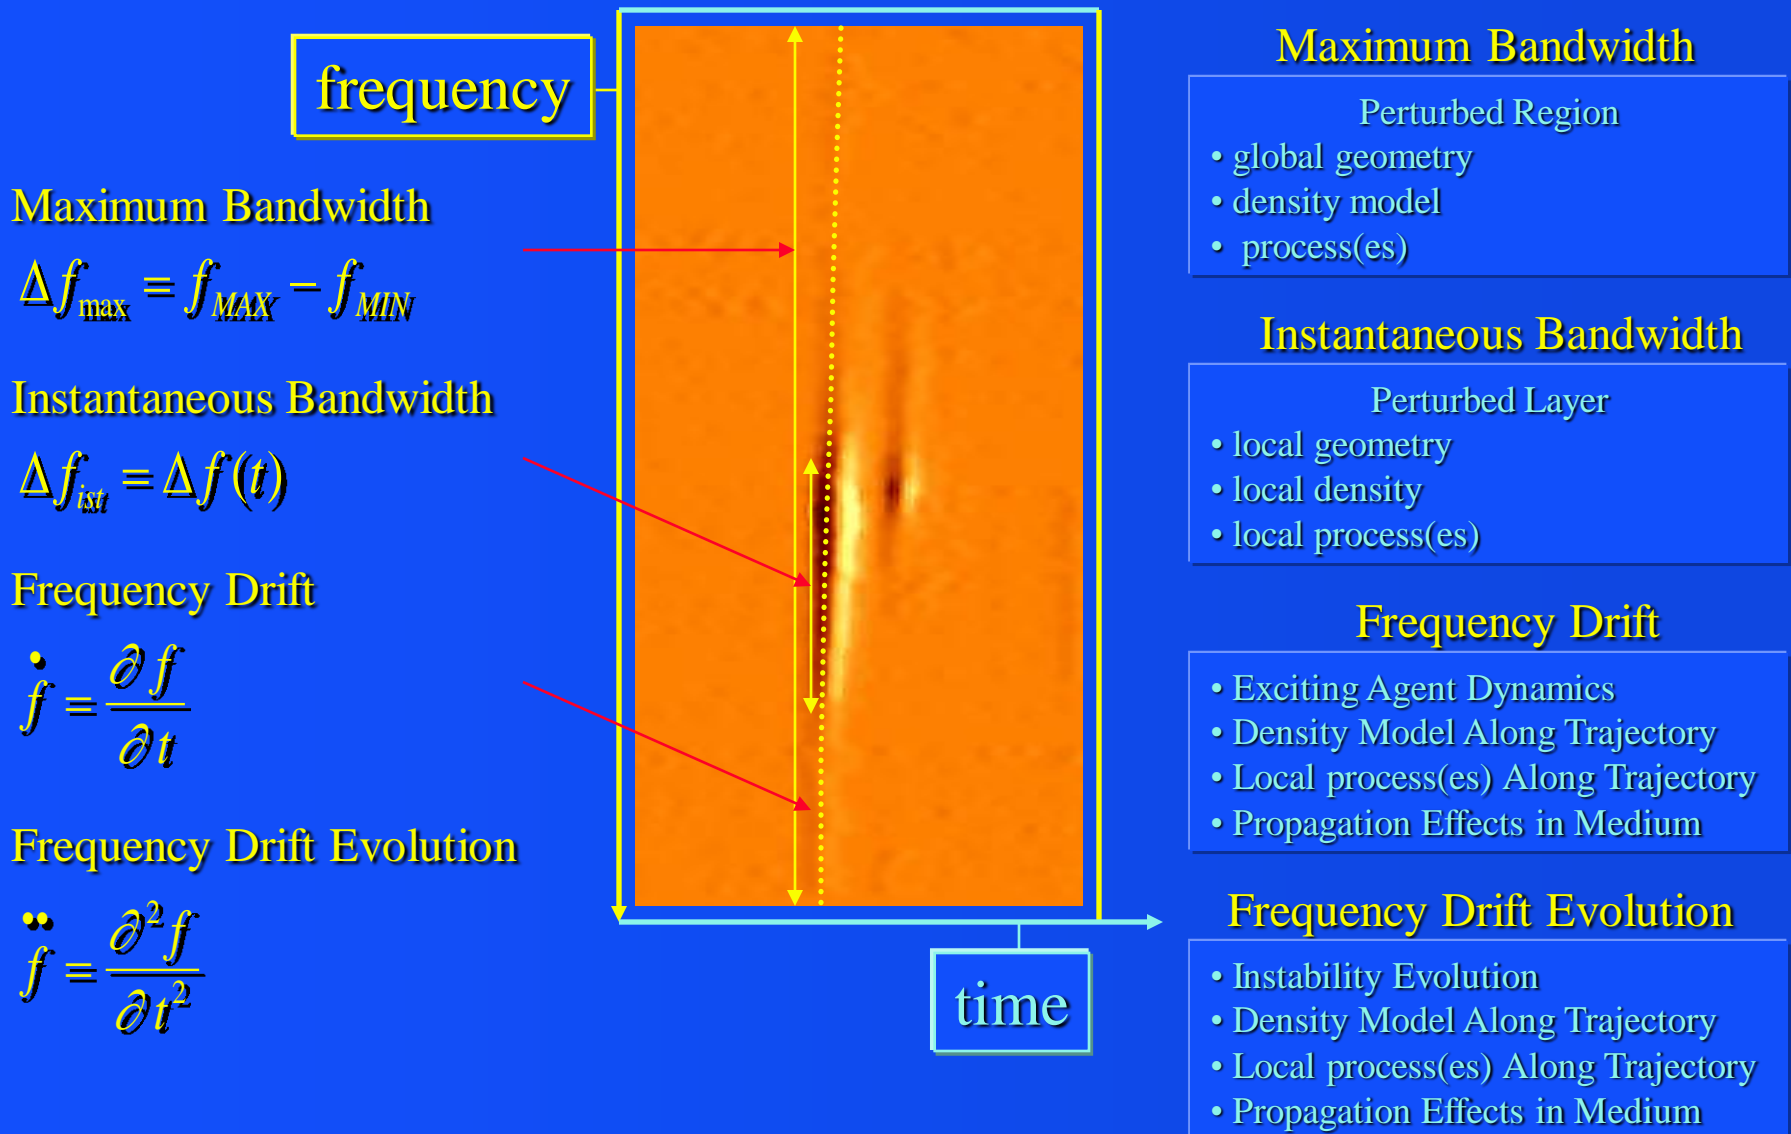 frequency
Maximum Bandwidth
Δf_max = f_MAX − f_MIN
Instantaneous Bandwidth
Δf_ist = Δf(t)
Frequency Drift
ḟ = ∂f/∂t
Frequency Drift Evolution
f̈ = ∂²f/∂t²
time
Maximum Bandwidth
Perturbed Region
• global geometry
• density model
• process(es)
Instantaneous Bandwidth
Perturbed Layer
• local geometry
• local density
• local process(es)
Frequency Drift
• Exciting Agent Dynamics
• Density Model Along Trajectory
• Local process(es) Along Trajectory
• Propagation Effects in Medium
Frequency Drift Evolution
• Instability Evolution
• Density Model Along Trajectory
• Local process(es) Along Trajectory
• Propagation Effects in Medium